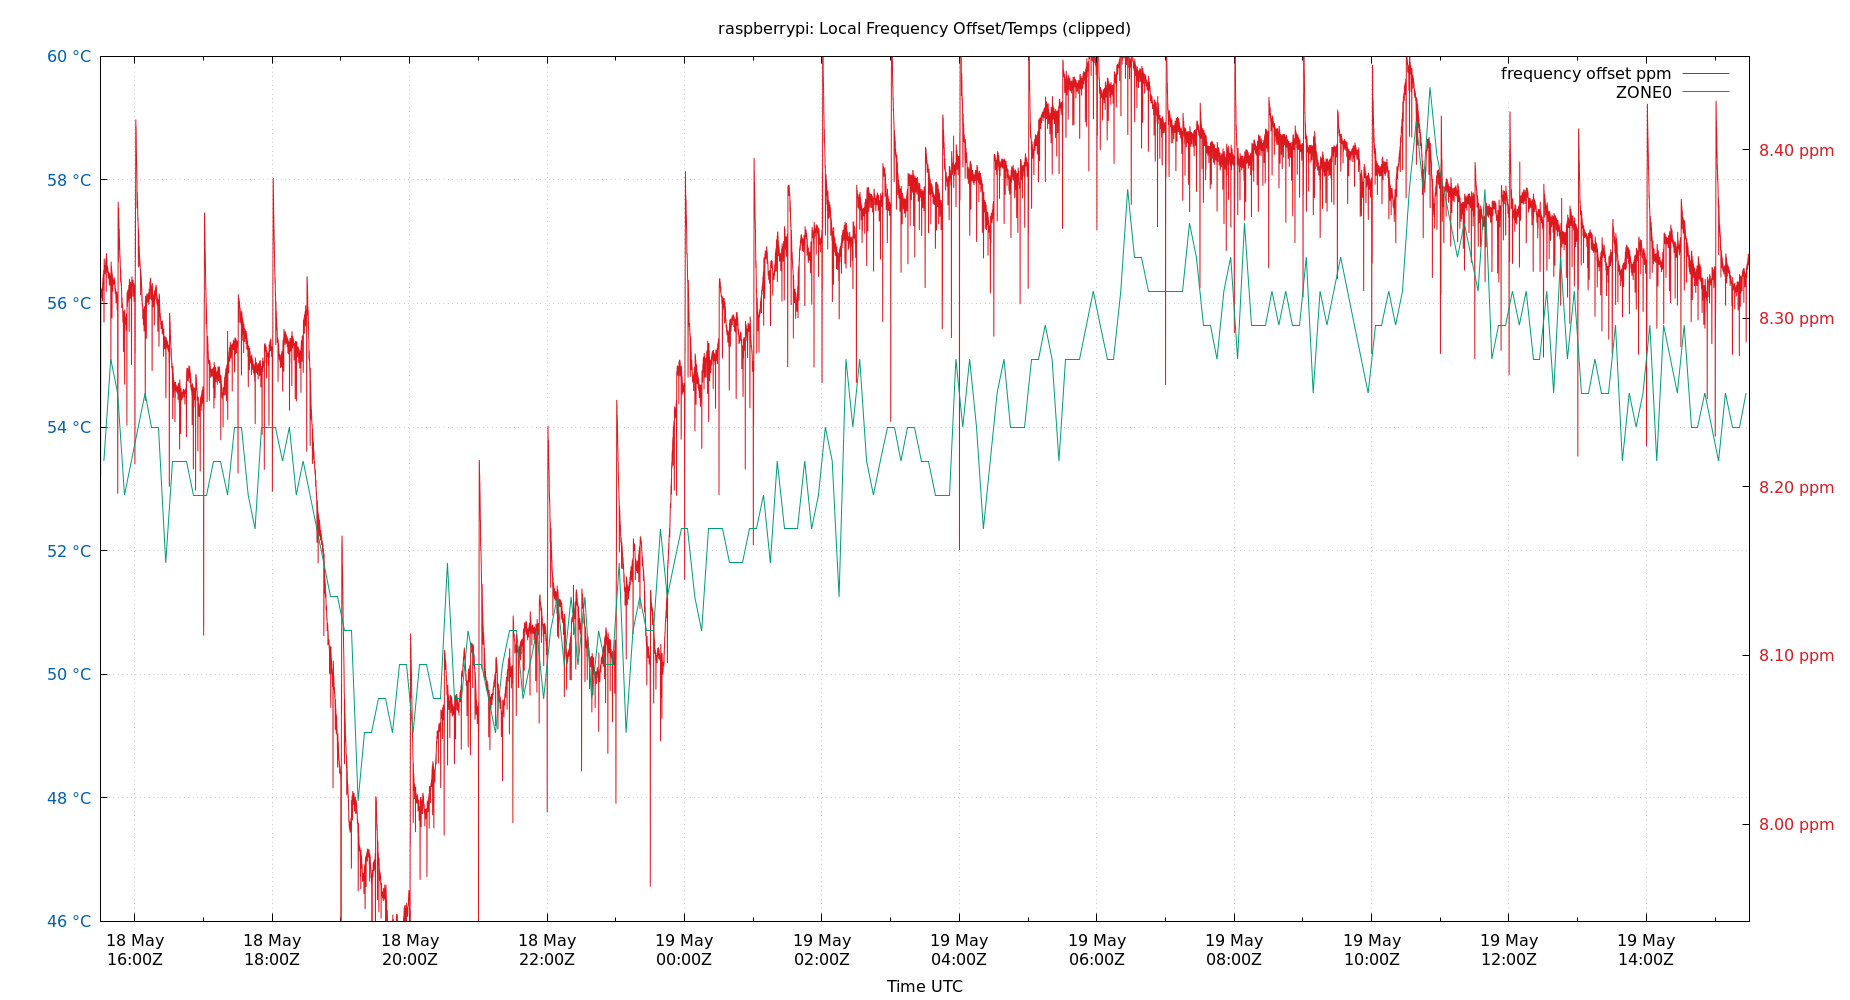 raspberrypi: Local Frequency Offset/Temps (clipped)
frequency offset ppm
ZONE0
60 °C
58 °C
56 °C
54 °C
52 °C
50 °C
48 °C
46 °C
8.40 ppm
8.30 ppm
8.20 ppm
8.10 ppm
8.00 ppm
18 May
16:00Z
18 May
18:00Z
18 May
20:00Z
18 May
22:00Z
19 May
00:00Z
19 May
02:00Z
19 May
04:00Z
19 May
06:00Z
19 May
08:00Z
19 May
10:00Z
19 May
12:00Z
19 May
14:00Z
Time UTC